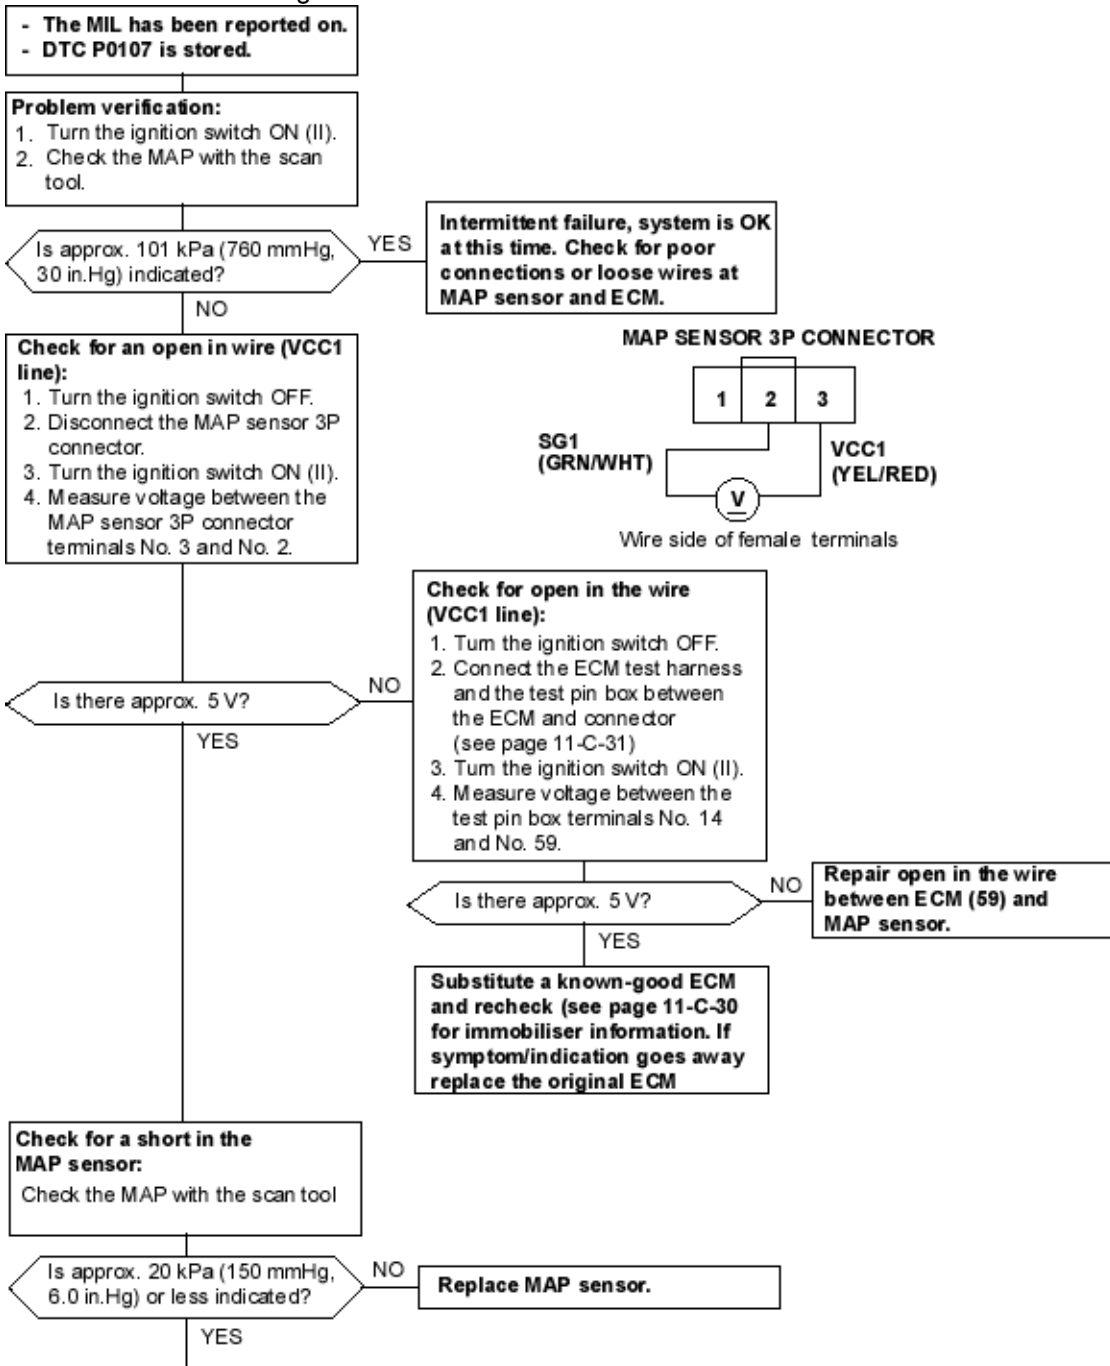 - The MIL has been reported on.
- DTC P0107 is stored.
Problem verification:
1. Turn the ignition switch ON (II).
2. Check the MAP with the scan
tool.
Is approx. 101 kPa (760 mmHg,
30 in.Hg) indicated?
YES
Intermittent failure, system is OK
at this time. Check for poor
connections or loose wires at
MAP sensor and ECM.
NO
Check for an open in wire (VCC1
line):
1. Turn the ignition switch OFF.
2. Disconnect the MAP sensor 3P
connector.
3. Turn the ignition switch ON (II).
4. Measure voltage between the
MAP sensor 3P connector
terminals No. 3 and No. 2.
MAP SENSOR 3P CONNECTOR
1 2 3
SG1
(GRN/WHT)
VCC1
(YEL/RED)
V
Wire side of female terminals
Is there approx. 5 V?
NO
YES
Check for open in the wire
(VCC1 line):
1. Turn the ignition switch OFF.
2. Connect the ECM test harness
and the test pin box between
the ECM and connector
(see page 11-C-31)
3. Turn the ignition switch ON (II).
4. Measure voltage between the
test pin box terminals No. 14
and No. 59.
Is there approx. 5 V?
NO
Repair open in the wire
between ECM (59) and
MAP sensor.
YES
Substitute a known-good ECM
and recheck (see page 11-C-30
for immobiliser information. If
symptom/indication goes away
replace the original ECM
Check for a short in the
MAP sensor:
Check the MAP with the scan tool
Is approx. 20 kPa (150 mmHg,
6.0 in.Hg) or less indicated?
NO
Replace MAP sensor.
YES